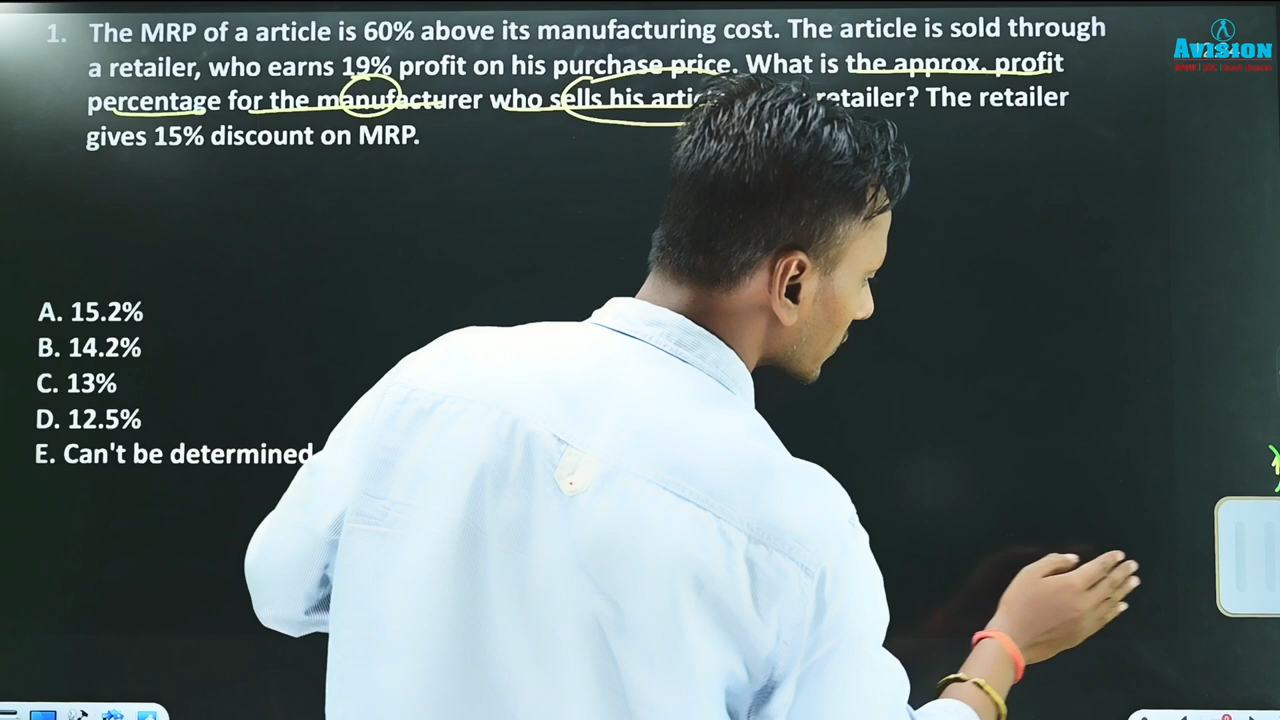 1. The MRP of a article is 60% above its manufacturing cost. The article is sold through
a retailer, who earns 19% profit on his purchase price. What is the approx. profit
percentage for the manufacturer who sells his retailer? The retailer
gives 15% discount on MRP.
A. 15.2%
B. 14.2%
C. 13%
D. 12.5%
E. Can't be determined
AVISION